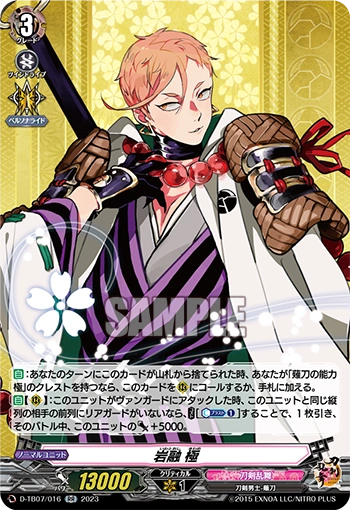 3
グレード
ツインドライブ
ペルソナライド
SAMPLE
自:あなたのターンにこのカードが山札から捨てられた時、あなたが「薙刀の能力
極」のクレストを持つなら、このカードを Ⓡ にコールするか、手札に加える。
自【Ⓡ】:このユニットがヴァンガードにアタックした時、このユニットと同じ縦
列の相手の前列にリアガードがいないなら、【ブラスト1】することで、1枚引き、
そのバトル中、このユニットの +5000。
ノーマルユニット
岩融 極
パワー 13000
クリティカル
1
刀剣乱舞
刀剣男士・薙刀
D-TB07/016 RR 2023
©2015 EXNOA LLC/NITRO PLUS